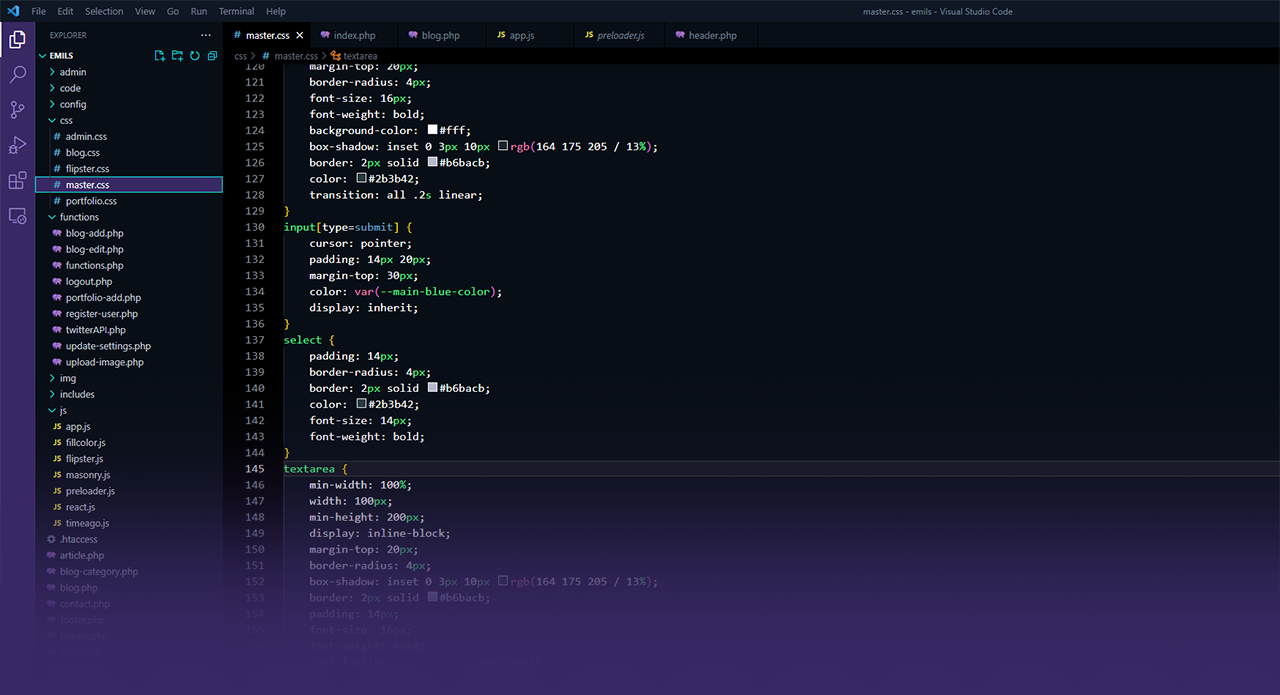 File Edit Selection View Go Run Terminal Help
master.css - emils - Visual Studio Code
EXPLORER ...
EMILS
admin
code
config
css
# admin.css
# blog.css
# flipster.css
# master.css
# portfolio.css
functions
blog-add.php
blog-edit.php
functions.php
logout.php
portfolio-add.php
register-user.php
twitterAPI.php
update-settings.php
upload-image.php
img
includes
js
JS app.js
JS fillcolor.js
JS flipster.js
JS masonry.js
JS preloader.js
JS react.js
JS timeago.js
.htaccess
article.php
blog-category.php
blog.php
contact.php
footer.php
# master.css index.php blog.php JS app.js JS preloader.js header.php
css > # master.css > textarea
120 margin-top: 20px;
121 border-radius: 4px;
122 font-size: 16px;
123 font-weight: bold;
124 background-color: #fff;
125 box-shadow: inset 0 3px 10px rgb(164 175 205 / 13%);
126 border: 2px solid #b6bacb;
127 color: #2b3b42;
128 transition: all .2s linear;
129 }
130 input[type=submit] {
131 cursor: pointer;
132 padding: 14px 20px;
133 margin-top: 30px;
134 color: var(--main-blue-color);
135 display: inherit;
136 }
137 select {
138 padding: 14px;
139 border-radius: 4px;
140 border: 2px solid #b6bacb;
141 color: #2b3b42;
142 font-size: 14px;
143 font-weight: bold;
144 }
145 textarea {
146 min-width: 100%;
147 width: 100px;
148 min-height: 200px;
149 display: inline-block;
150 margin-top: 20px;
151 border-radius: 4px;
152 box-shadow: inset 0 3px 10px rgb(164 175 205 / 13%);
153 border: 2px solid #b6bacb;
154 padding: 14px;
155 font-size: 16px;